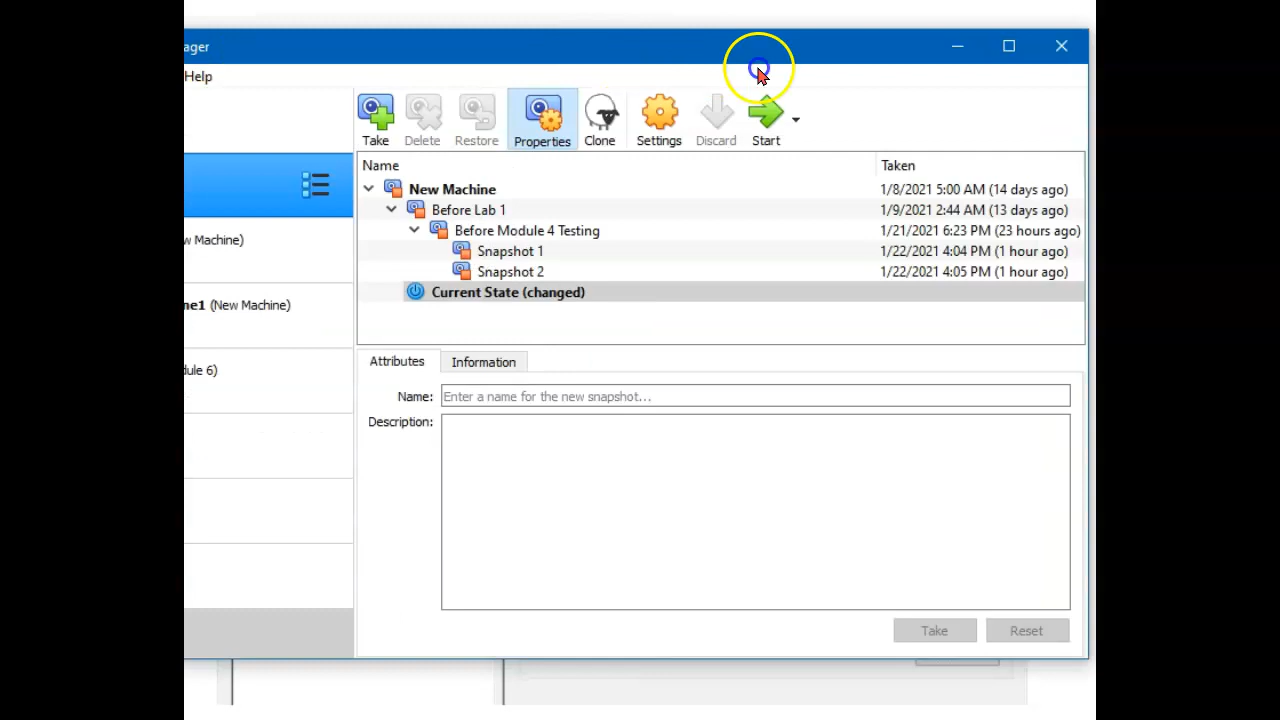 ager
Help
Take Delete Restore Properties Clone Settings Discard Start
Name Taken
New Machine 1/8/2021 5:00 AM (14 days ago)
Before Lab 1 1/9/2021 2:44 AM (13 days ago)
w Machine)
Before Module 4 Testing 1/21/2021 6:23 PM (23 hours ago)
Snapshot 1 1/22/2021 4:04 PM (1 hour ago)
Snapshot 2 1/22/2021 4:05 PM (1 hour ago)
Current State (changed)
ne1 (New Machine)
Attributes Information
dule 6)
Name: Enter a name for the new snapshot...
Description:
Take Reset